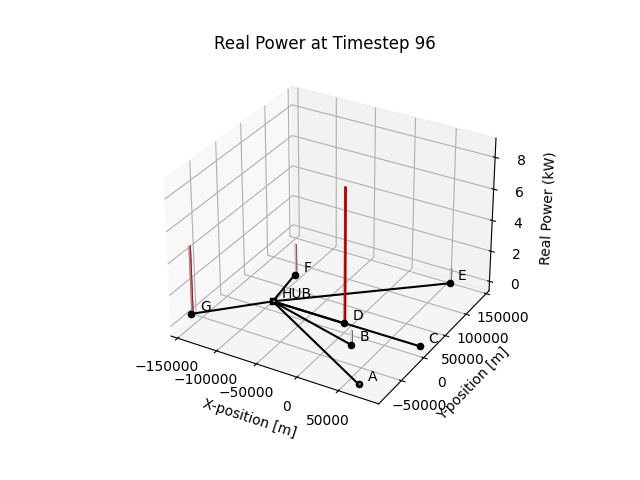 Real Power at Timestep 96
8
6
4
2
0
Real Power (kW)
F
HUB
E
G
D
B
C
A
−150000
−100000
−50000
0
50000
X-position [m]
−50000
0
50000
100000
150000
Y-position [m]